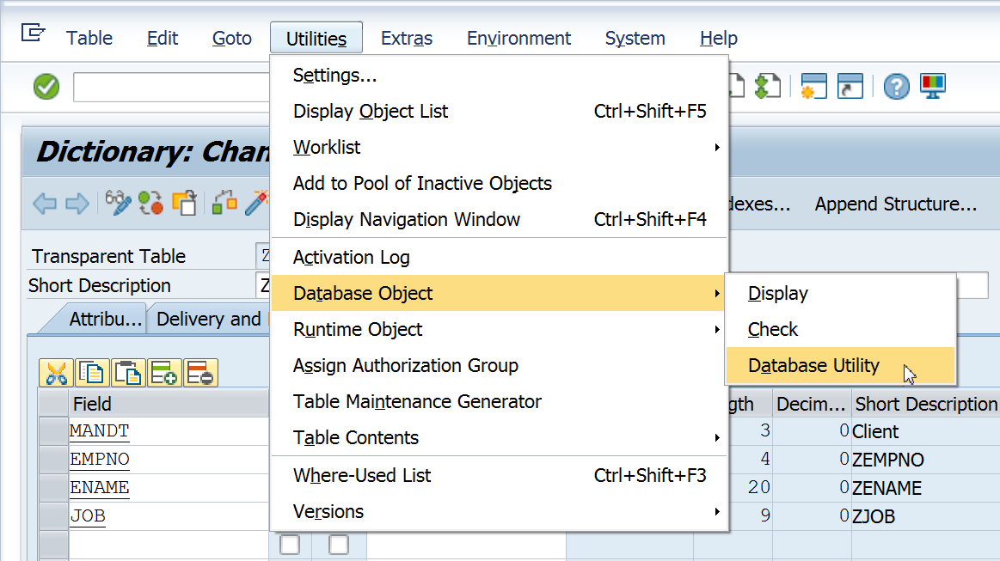 Table Edit Goto Utilities Extras Environment System Help
Settings...
Display Object List Ctrl+Shift+F5
Worklist
Add to Pool of Inactive Objects
Display Navigation Window Ctrl+Shift+F4
Dictionary: Chan
dexes... Append Structure...
Transparent Table Z
Activation Log
Short Description Z
Database Object
Display
Attribu... Delivery and
Runtime Object
Check
Assign Authorization Group
Database Utility
Table Maintenance Generator
Field gth Decim... Short Description
Table Contents
MANDT 3 0 Client
EMPNO 4 0 ZEMPNO
Where-Used List Ctrl+Shift+F3
ENAME 20 0 ZENAME
Versions
JOB 9 0 ZJOB